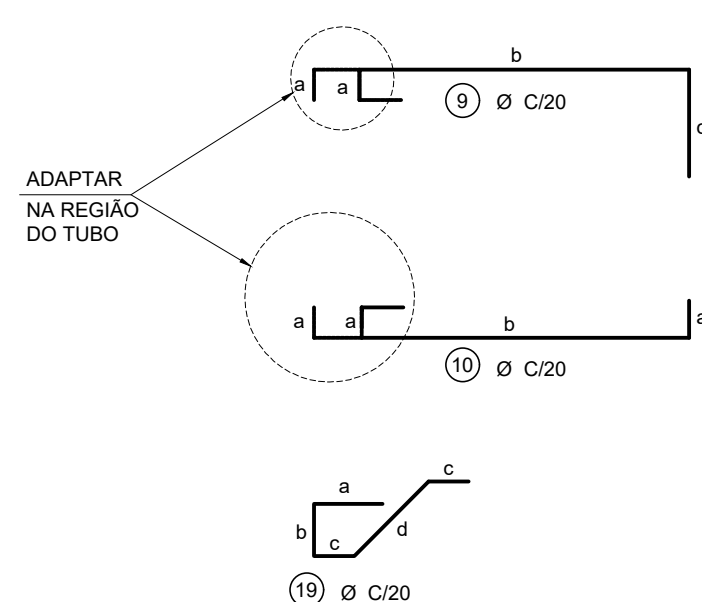 b
a
a
9 Ø C/20
ADAPTAR
NA REGIÃO
DO TUBO
a
a
b
a
10 Ø C/20
c
a
b
c
d
19 Ø C/20